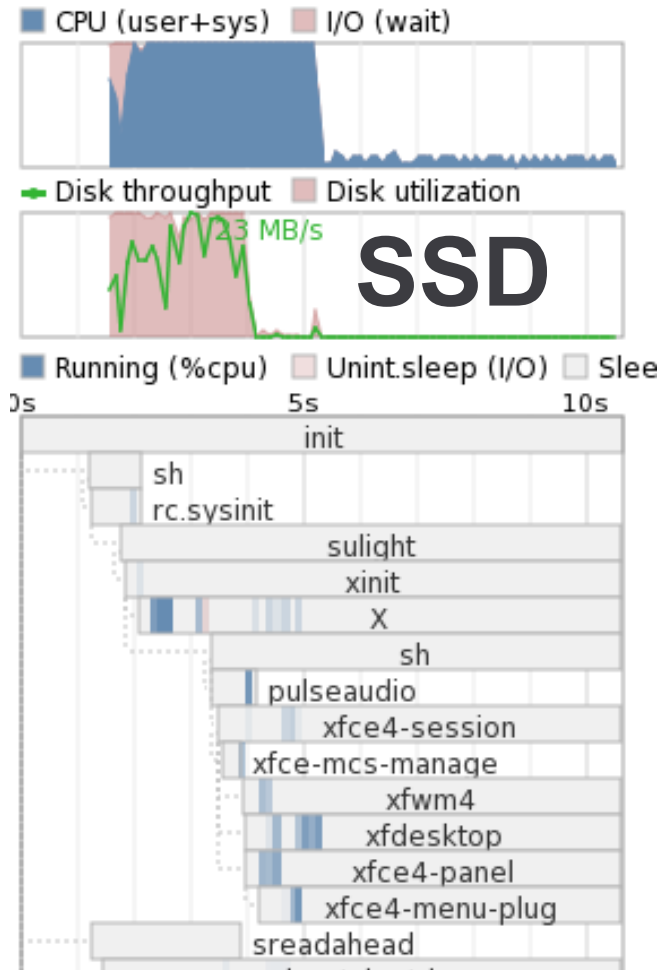 CPU (user+sys) I/O (wait)
Disk throughput Disk utilization
23 MB/s
SSD
Running (%cpu) Unint.sleep (I/O) Slee
0s 5s 10s
init
sh
rc.sysinit
sulight
xinit
X
sh
pulseaudio
xfce4-session
xfce-mcs-manage
xfwm4
xfdesktop
xfce4-panel
xfce4-menu-plug
sreadahead